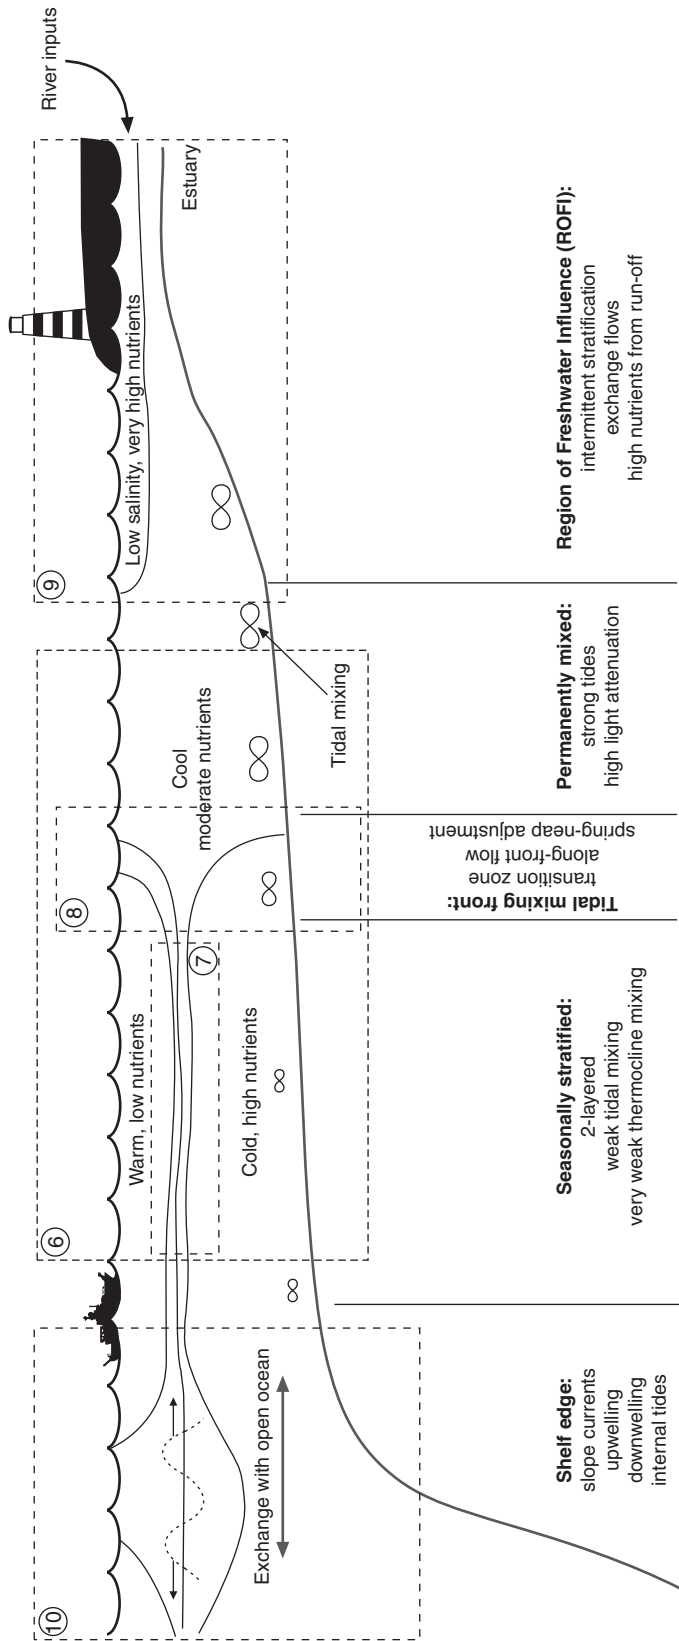 River inputs
Estuary
Low salinity, very high nutrients
9
Tidal mixing
Cool
moderate nutrients
8
7
Warm, low nutrients
Cold, high nutrients
6
Exchange with open ocean
10
Shelf edge:
slope currents
upwelling
downwelling
internal tides
Seasonally stratified:
2-layered
weak tidal mixing
very weak thermocline mixing
Tidal mixing front:
transition zone
along-front flow
spring-neap adjustment
Permanently mixed:
strong tides
high light attenuation
Region of Freshwater Influence (ROFI):
intermittent stratification
exchange flows
high nutrients from run-off